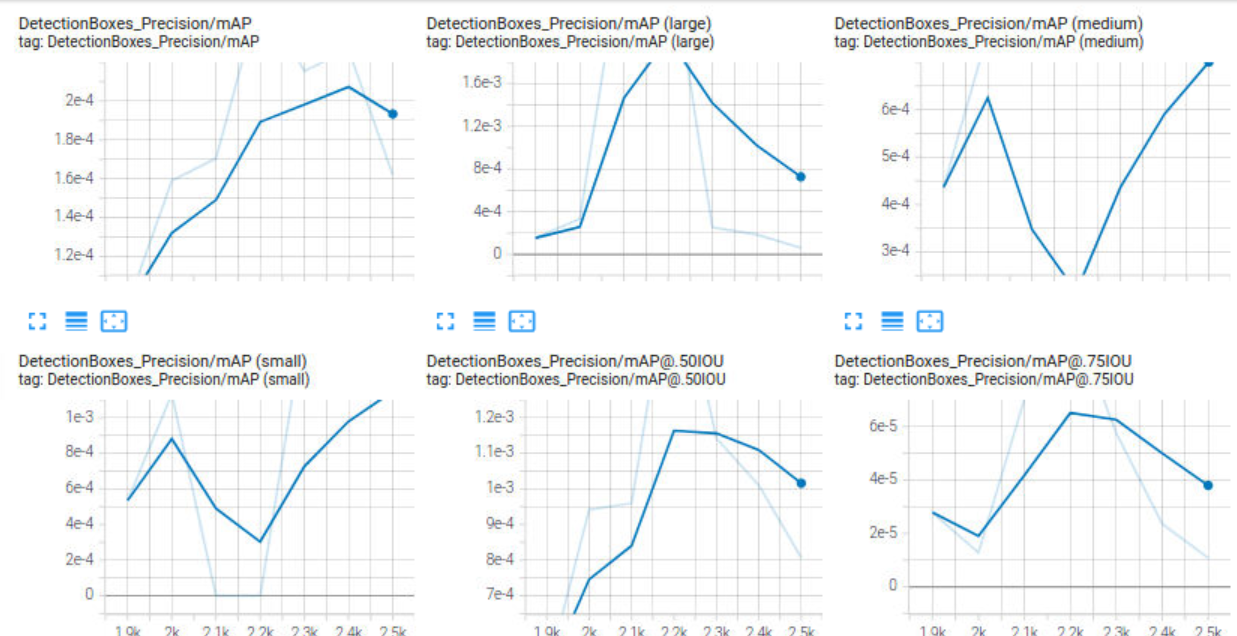 DetectionBoxes_Precision/mAP
tag: DetectionBoxes_Precision/mAP
2e-4
1.8e-4
1.6e-4
1.4e-4
1.2e-4
DetectionBoxes_Precision/mAP (large)
tag: DetectionBoxes_Precision/mAP (large)
1.6e-3
1.2e-3
8e-4
4e-4
0
DetectionBoxes_Precision/mAP (medium)
tag: DetectionBoxes_Precision/mAP (medium)
6e-4
5e-4
4e-4
3e-4
DetectionBoxes_Precision/mAP (small)
tag: DetectionBoxes_Precision/mAP (small)
1e-3
8e-4
6e-4
4e-4
2e-4
0
1.9k 2k 2.1k 2.2k 2.3k 2.4k 2.5k
DetectionBoxes_Precision/mAP@.50IOU
tag: DetectionBoxes_Precision/mAP@.50IOU
1.2e-3
1.1e-3
1e-3
9e-4
8e-4
7e-4
1.9k 2k 2.1k 2.2k 2.3k 2.4k 2.5k
DetectionBoxes_Precision/mAP@.75IOU
tag: DetectionBoxes_Precision/mAP@.75IOU
6e-5
4e-5
2e-5
0
1.9k 2k 2.1k 2.2k 2.3k 2.4k 2.5k